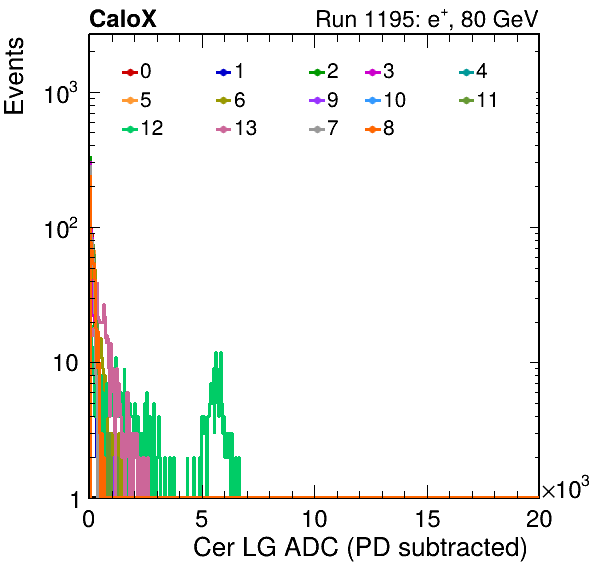 CaloX Run 1195: e⁺, 80 GeV
Events
0 1 2 3 4
5 6 9 10 11
12 13 7 8
10³
10²
10
1
0 5 10 15 20 ×10³
Cer LG ADC (PD subtracted)